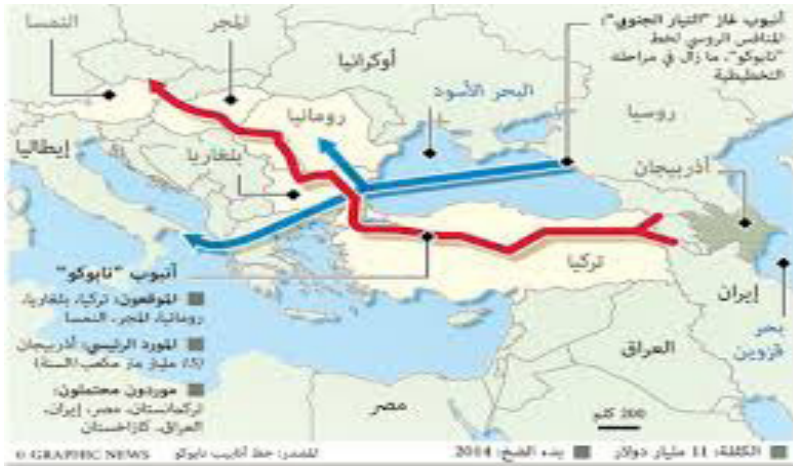 أنبوب غاز "التيار الجنوبي":
المنافس الروسي لخط
"نابوكو"، ما زال في مراحله
التخطيطية
النمسا
المجر
أوكرانيا
رومانيا
البحر الأسود
روسيا
إيطاليا
بلغاريا
أذربيجان
تركيا
أنبوب "نابوكو"
الموقعون: تركيا، بلغاريا،
رومانيا، المجر، النمسا
المورد الرئيسي: أذربيجان
(15 مليار متر مكعب/السنة)
موردون محتملون:
تركمانستان، مصر، إيران،
العراق، كازاخستان
إيران
بحر
قزوين
العراق
مصر
200 كلم
الكلفة: 11 مليار دولار
بدء الضخ: 2014
المصدر: خط أنابيب نابوكو
© GRAPHIC NEWS